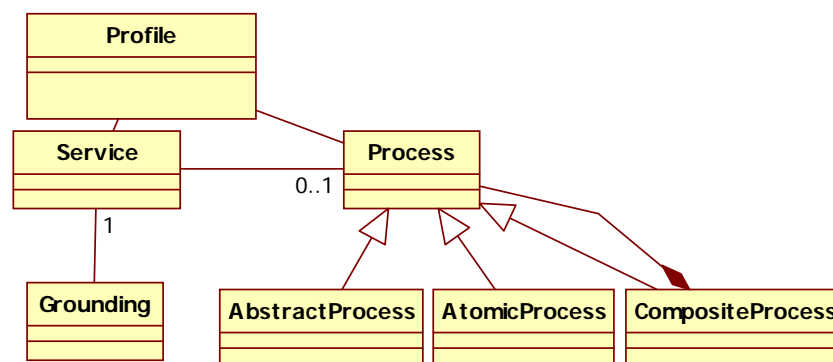 Profile
Service
Process
0..1
1
Grounding
AbstractProcess
AtomicProcess
CompositeProcess